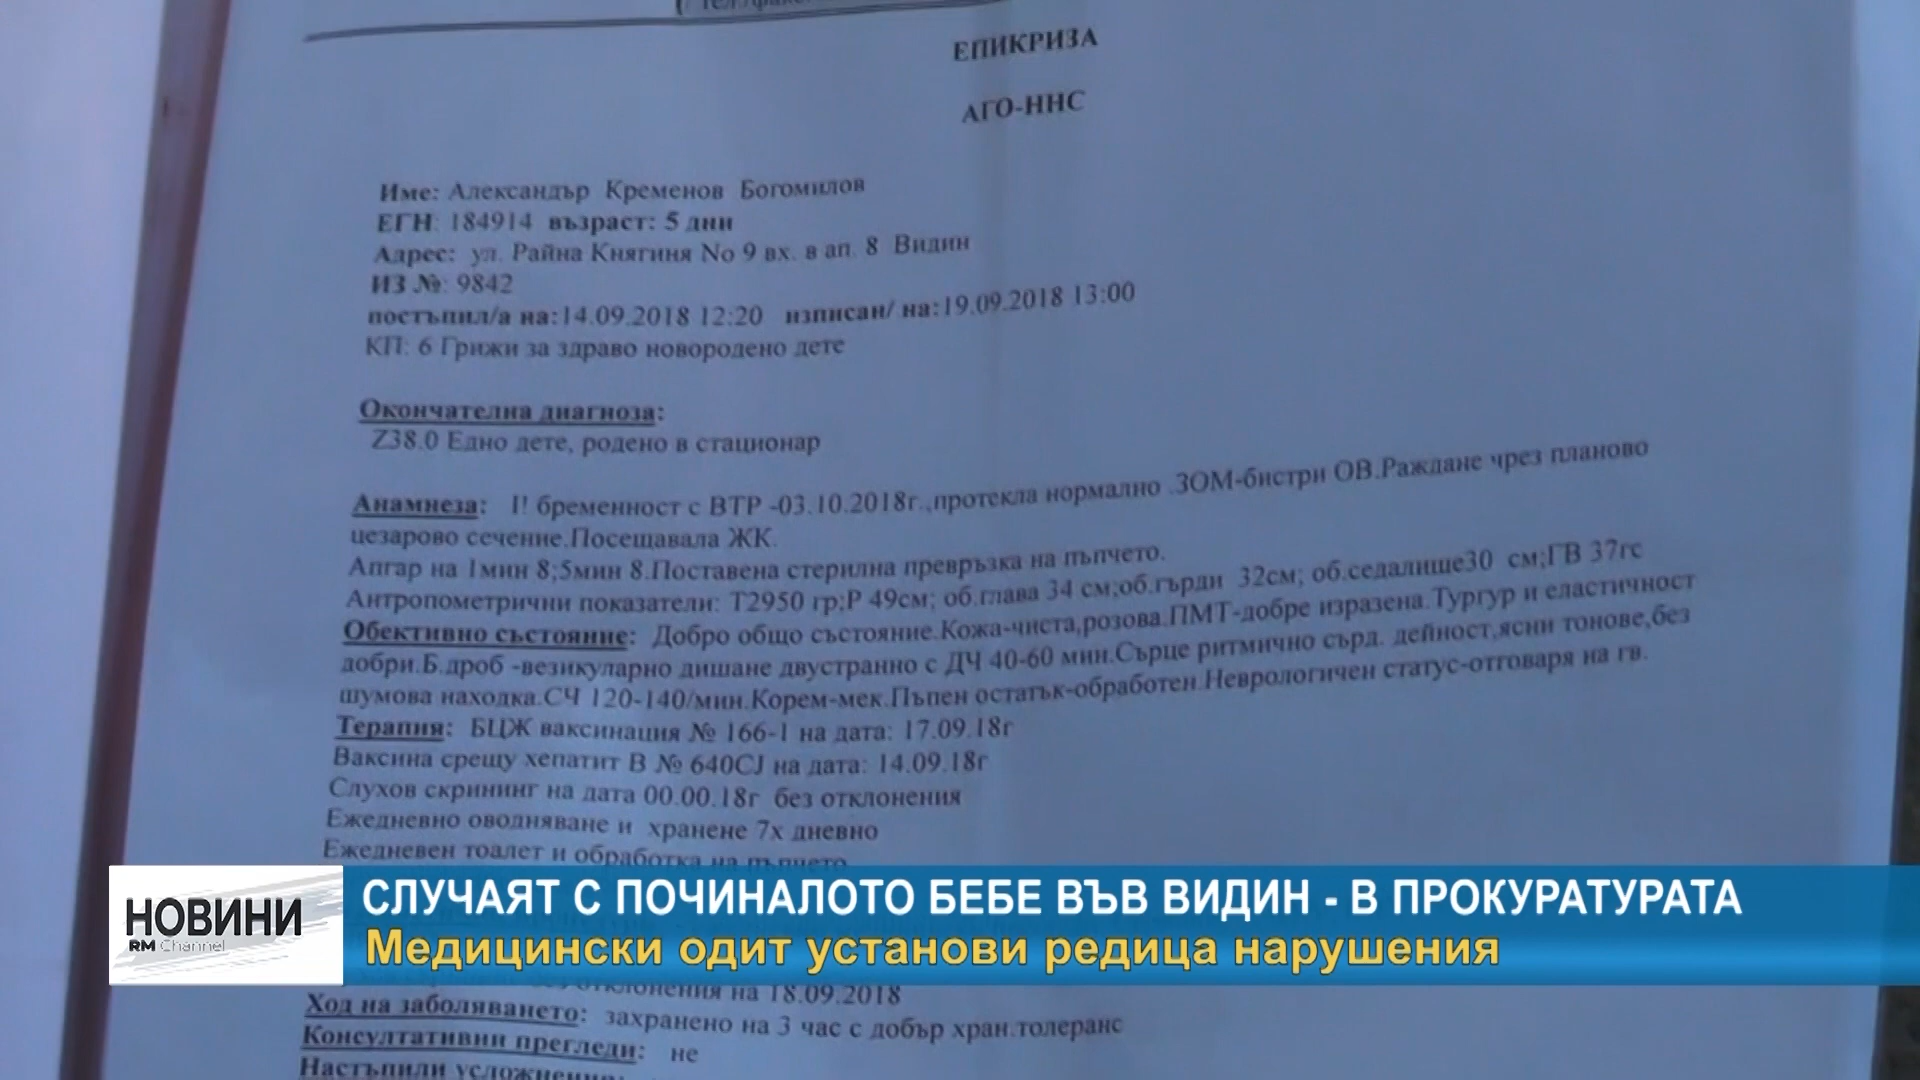 ЕПИКРИЗА
АГО-ННС
Име: Александър Кременов Богомилов
ЕГН: 184914 възраст: 5 дни
Адрес: ул. Райна Княгиня No 9 вх. в ап. 8 Видин
ИЗ №: 9842
постъпил/а на:14.09.2018 12:20 изписан/ на:19.09.2018 13:00
КП: 6 Грижи за здраво новородено дете
Окончателна диагноза:
Z38.0 Едно дете, родено в стационар
Анамнеза: I! бременност с ВТР -03.10.2018г.,протекла нормално .ЗОМ-бистри ОВ.Раждане чрез планово
цезарово сечение.Посещавала ЖК.
Апгар на 1мин 8;5мин 8.Поставена стерилна превръзка на пъпчето.
Антропометрични показатели: Т2950 гр;Р 49см; об.глава 34 см;об.гърди 32см; об.седалище30 см;ГВ 37гс
Обективно състояние: Добро общо състояние.Кожа-чиста,розова.ПМТ-добре изразена.Тургур и еластичност
добри.Б.дроб -везикуларно дишане двустранно с ДЧ 40-60 мин.Сърце ритмично сърд. дейност,ясни тонове,без
шумова находка.СЧ 120-140/мин.Корем-мек.Пъпен остатък-обработен.Неврологичен статус-отговаря на гв.
Терапия: БЦЖ ваксинация № 166-1 на дата: 17.09.18г
Ваксина срещу хепатит В № 640CJ на дата: 14.09.18г
Слухов скрининг на дата 00.00.18г без отклонения
Ежедневно оводняване и хранене 7х дневно
Ежедневен тоалет и обработка на пъпчето
НОВИНИ
RM Channel
СЛУЧАЯТ С ПОЧИНАЛОТО БЕБЕ ВЪВ ВИДИН - В ПРОКУРАТУРАТА
Медицински одит установи редица нарушения
отклонения на 18.09.2018
Ход на заболяването: захранено на 3 час с добър хран.толеранс
Консултативни прегледи: не
Настъпили усложнения: